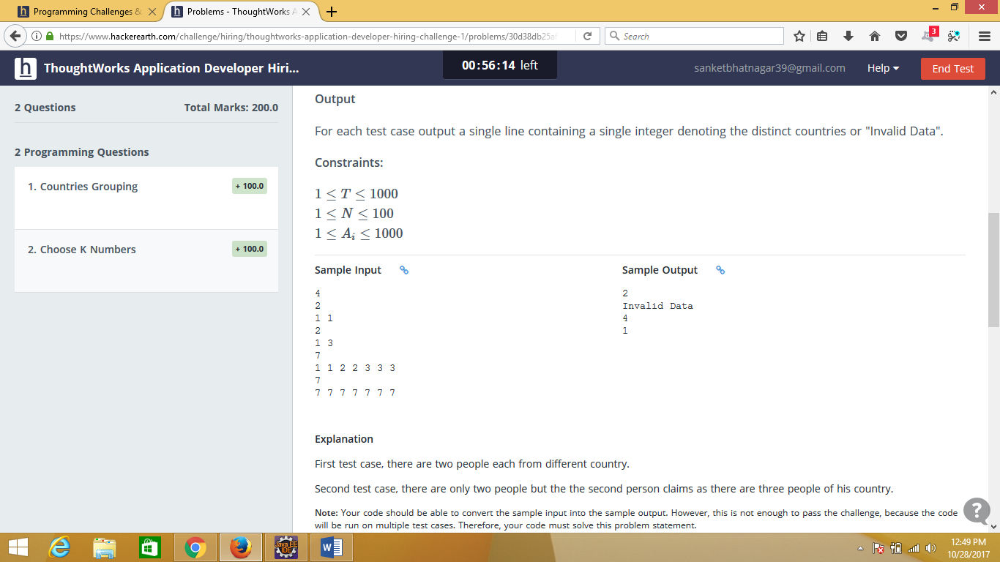 Programming Challenges &
Problems - ThoughtWorks A
https://www.hackerearth.com/challenge/hiring/thoughtworks-application-developer-hiring-challenge-1/problems/30d38db25a
Search
3
h ThoughtWorks Application Developer Hiri...
00:56:14 left
sanketbhatnagar39@gmail.com
Help
End Test
2 Questions Total Marks: 200.0
2 Programming Questions
1. Countries Grouping + 100.0
2. Choose K Numbers + 100.0
Output
For each test case output a single line containing a single integer denoting the distinct countries or "Invalid Data".
Constraints:
1 ≤ T ≤ 1000
1 ≤ N ≤ 100
1 ≤ Ai ≤ 1000
Sample Input
4
2
1 1
2
1 3
7
1 1 2 2 3 3 3
7
7 7 7 7 7 7 7
Sample Output
2
Invalid Data
4
1
Explanation
First test case, there are two people each from different country.
Second test case, there are only two people but the the second person claims as there are three people of his country.
Note: Your code should be able to convert the sample input into the sample output. However, this is not enough to pass the challenge, because the code
will be run on multiple test cases. Therefore, your code must solve this problem statement.
?
Java EE
IDE
W
12:49 PM
10/28/2017